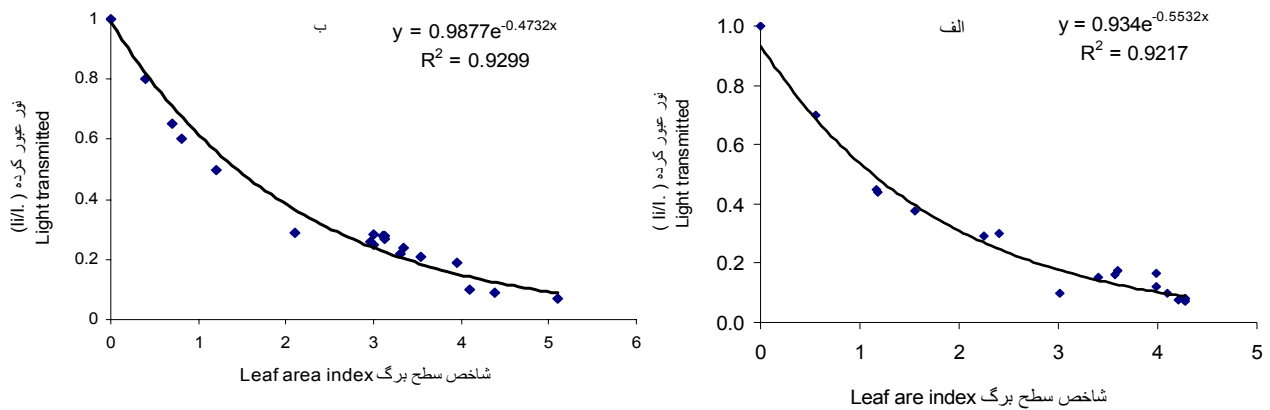 ب
y = 0.9877e^-0.4732x
R² = 0.9299
1
0.8
0.6
0.4
0.2
0
0 1 2 3 4 5 6
نور عبور کرده ( Ii/I.)
Light transmitted
شاخص سطح برگ Leaf area index
الف
y = 0.934e^-0.5532x
R² = 0.9217
1.0
0.8
0.6
0.4
0.2
0.0
0 1 2 3 4 5
نور عبور کرده ( Ii/I. )
Light transmitted
شاخص سطح برگ Leaf are index